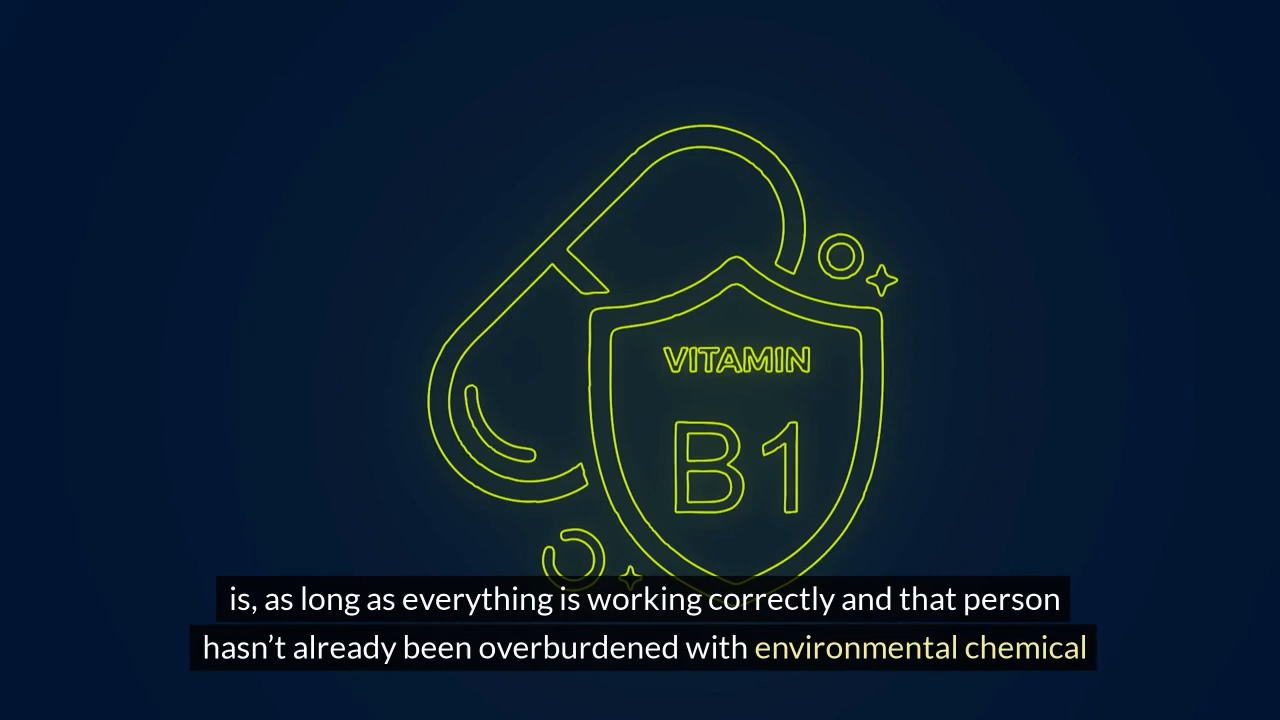 VITAMIN
B1
is, as long as everything is working correctly and that person
hasn’t already been overburdened with environmental chemical